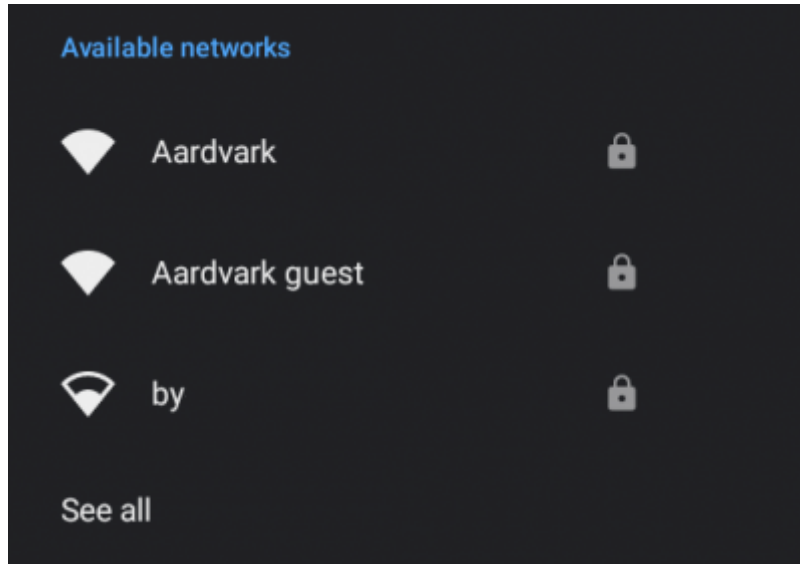 Available networks
Aardvark
Aardvark guest
by
See all